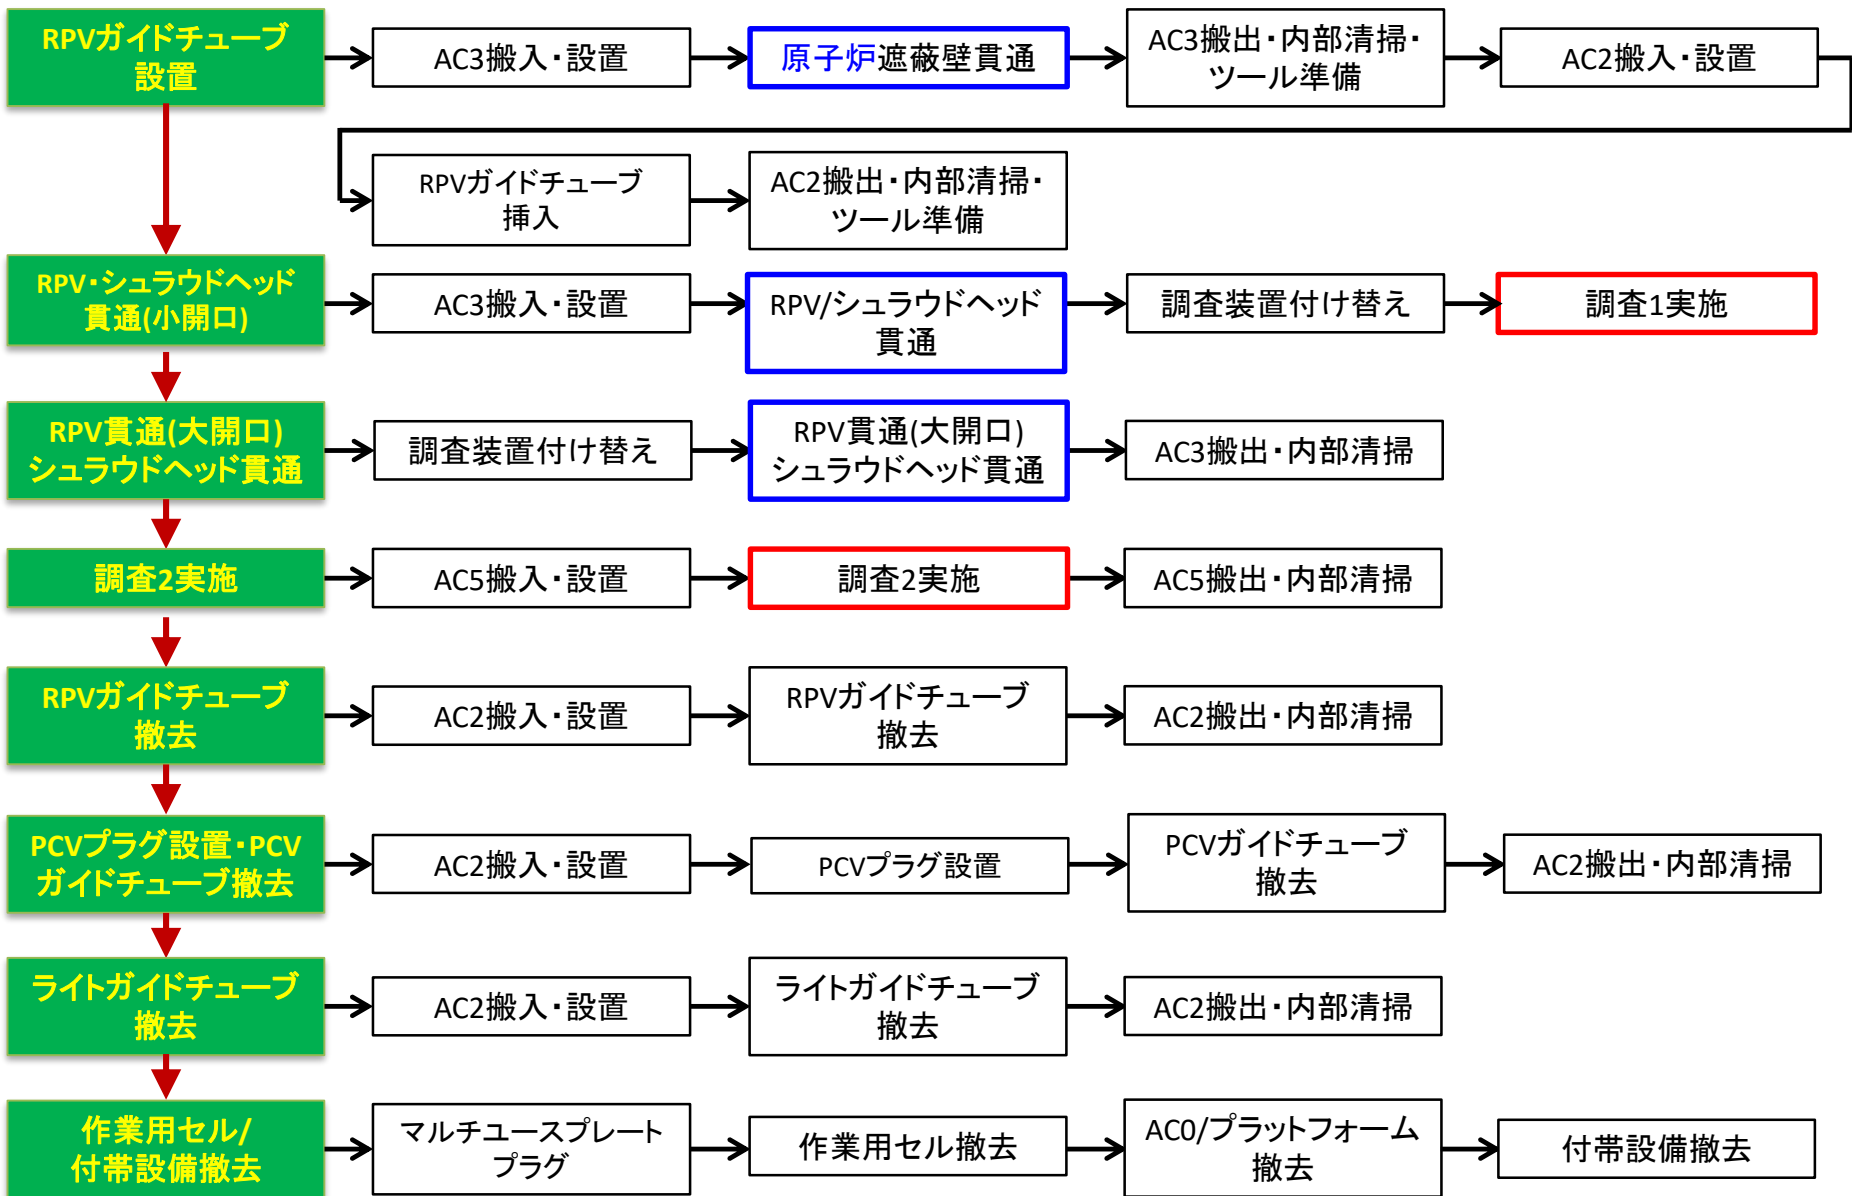 RPVガイドチューブ
設置
AC3搬入・設置
原子炉遮蔽壁貫通
AC3搬出・内部清掃・
ツール準備
AC2搬入・設置
RPVガイドチューブ
挿入
AC2搬出・内部清掃・
ツール準備
RPV・シュラウドヘッド
貫通(小開口)
AC3搬入・設置
RPV/シュラウドヘッド
貫通
調査装置付け替え
調査1実施
RPV貫通(大開口)
シュラウドヘッド貫通
調査装置付け替え
RPV貫通(大開口)
シュラウドヘッド貫通
AC3搬出・内部清掃
調査2実施
AC5搬入・設置
調査2実施
AC5搬出・内部清掃
RPVガイドチューブ
撤去
AC2搬入・設置
RPVガイドチューブ
撤去
AC2搬出・内部清掃
PCVプラグ設置・PCV
ガイドチューブ撤去
AC2搬入・設置
PCVプラグ設置
PCVガイドチューブ
撤去
AC2搬出・内部清掃
ライトガイドチューブ
撤去
AC2搬入・設置
ライトガイドチューブ
撤去
AC2搬出・内部清掃
作業用セル/
付帯設備撤去
マルチユースプレート
プラグ
作業用セル撤去
AC0/プラットフォーム
撤去
付帯設備撤去